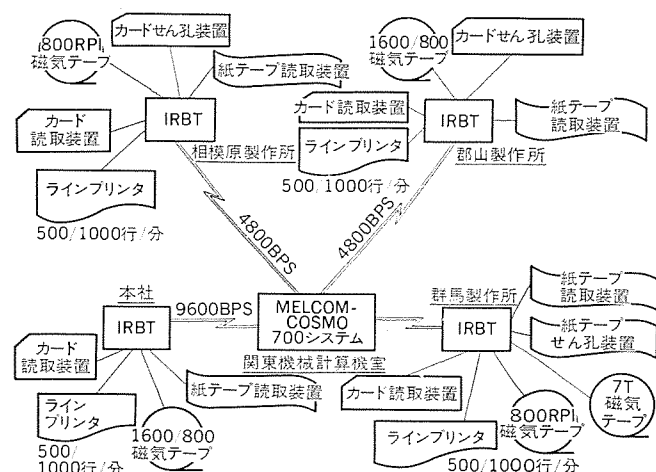 800RPI
磁気テープ
カードせん孔装置
紙テープ読取装置
カード
読取装置
IRBT
相模原製作所
ラインプリンタ
500/1000行/分
1600/800
磁気テープ
カードせん孔装置
カード読取装置
IRBT
紙テープ
読取装置
ラインプリンタ
500/1000行/分
郡山製作所
4800BPS
4800BPS
本社
IRBT
9600BPS
MELCOM-
COSMO
700システム
関東機械計算機室
群馬製作所
IRBT
紙テープ
読取装置
紙テープ
せん孔装置
カード
読取装置
紙テープ読取装置
ライン
プリンタ
500/
1000行/分
1600/800
磁気テープ
カード読取装置
ラインプリンタ
500/1000行/分
800RPI
磁気テープ
7T
磁気
テープ